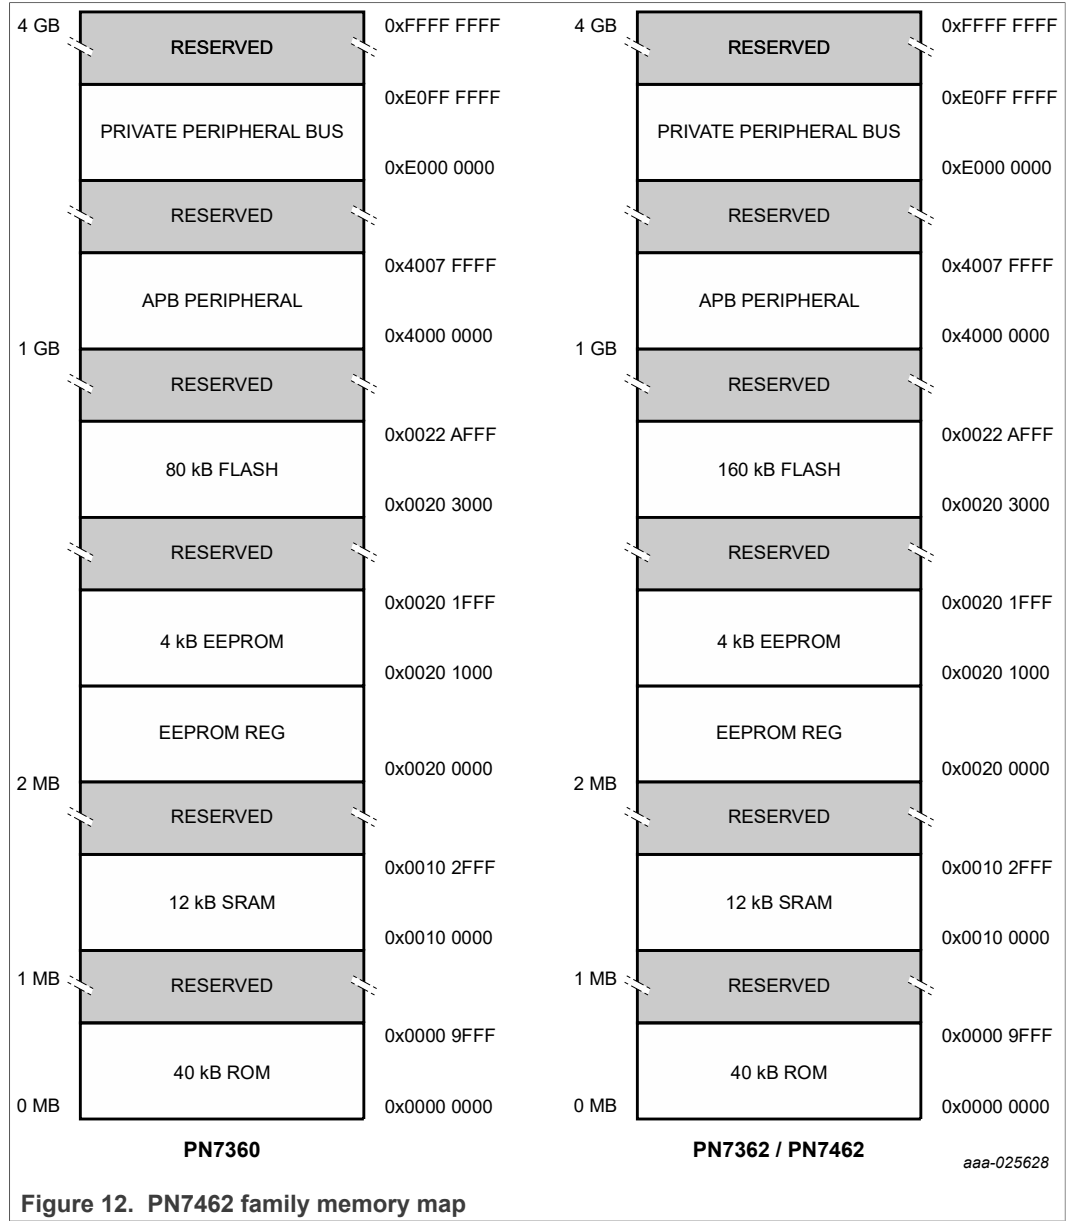 4 GB
RESERVED
0xFFFF FFFF
0xE0FF FFFF
PRIVATE PERIPHERAL BUS
0xE000 0000
RESERVED
0x4007 FFFF
APB PERIPHERAL
0x4000 0000
1 GB
RESERVED
0x0022 AFFF
80 kB FLASH
0x0020 3000
RESERVED
0x0020 1FFF
4 kB EEPROM
0x0020 1000
EEPROM REG
0x0020 0000
2 MB
RESERVED
0x0010 2FFF
12 kB SRAM
0x0010 0000
1 MB
RESERVED
0x0000 9FFF
40 kB ROM
0 MB
0x0000 0000
PN7360
4 GB
RESERVED
0xFFFF FFFF
0xE0FF FFFF
PRIVATE PERIPHERAL BUS
0xE000 0000
RESERVED
0x4007 FFFF
APB PERIPHERAL
0x4000 0000
1 GB
RESERVED
0x0022 AFFF
160 kB FLASH
0x0020 3000
RESERVED
0x0020 1FFF
4 kB EEPROM
0x0020 1000
EEPROM REG
0x0020 0000
2 MB
RESERVED
0x0010 2FFF
12 kB SRAM
0x0010 0000
1 MB
RESERVED
0x0000 9FFF
40 kB ROM
0 MB
0x0000 0000
PN7362 / PN7462
aaa-025628
Figure 12. PN7462 family memory map